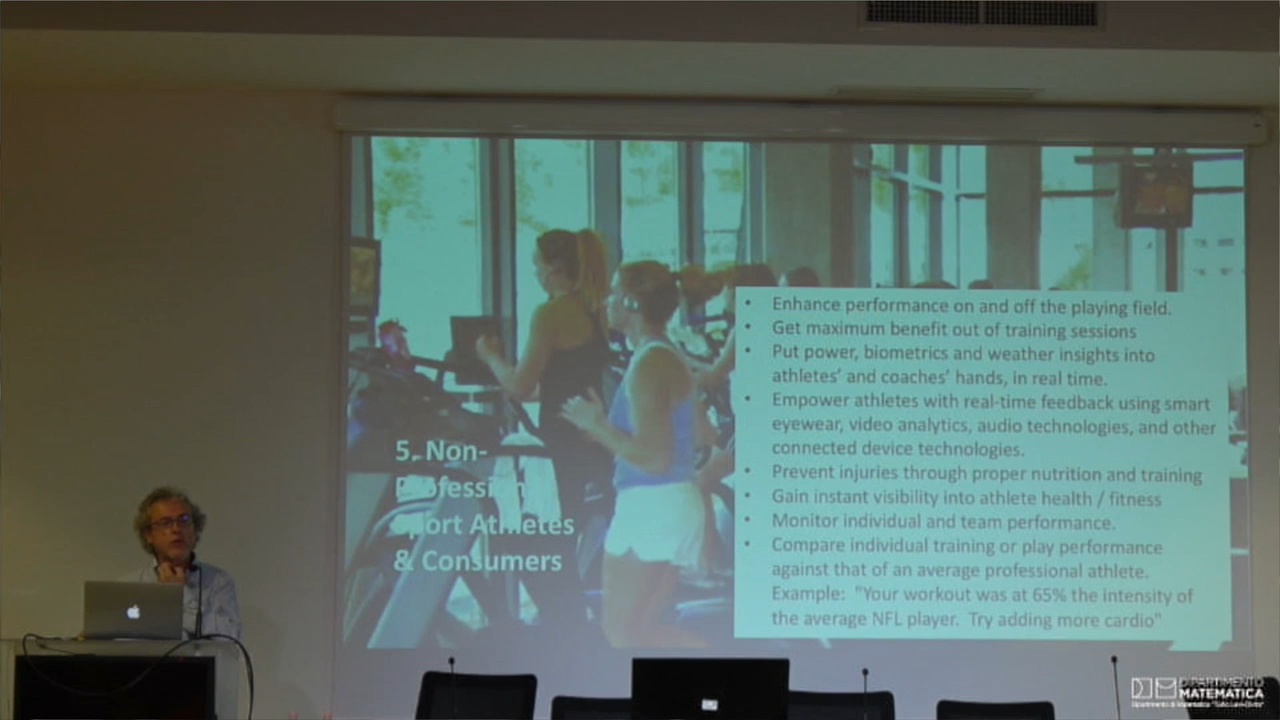 5. Non-
Profession
Sport Athletes
& Consumers
• Enhance performance on and off the playing field.
• Get maximum benefit out of training sessions
• Put power, biometrics and weather insights into
athletes' and coaches' hands, in real time.
• Empower athletes with real-time feedback using smart
eyewear, video analytics, audio technologies, and other
connected device technologies.
• Prevent injuries through proper nutrition and training
• Gain instant visibility into athlete health / fitness
• Monitor individual and team performance.
• Compare individual training or play performance
against that of an average professional athlete.
Example: "Your workout was at 65% the intensity of
the average NFL player. Try adding more cardio"
DIPARTIMENTO
MATEMATICA
Dipartimento di Matematica